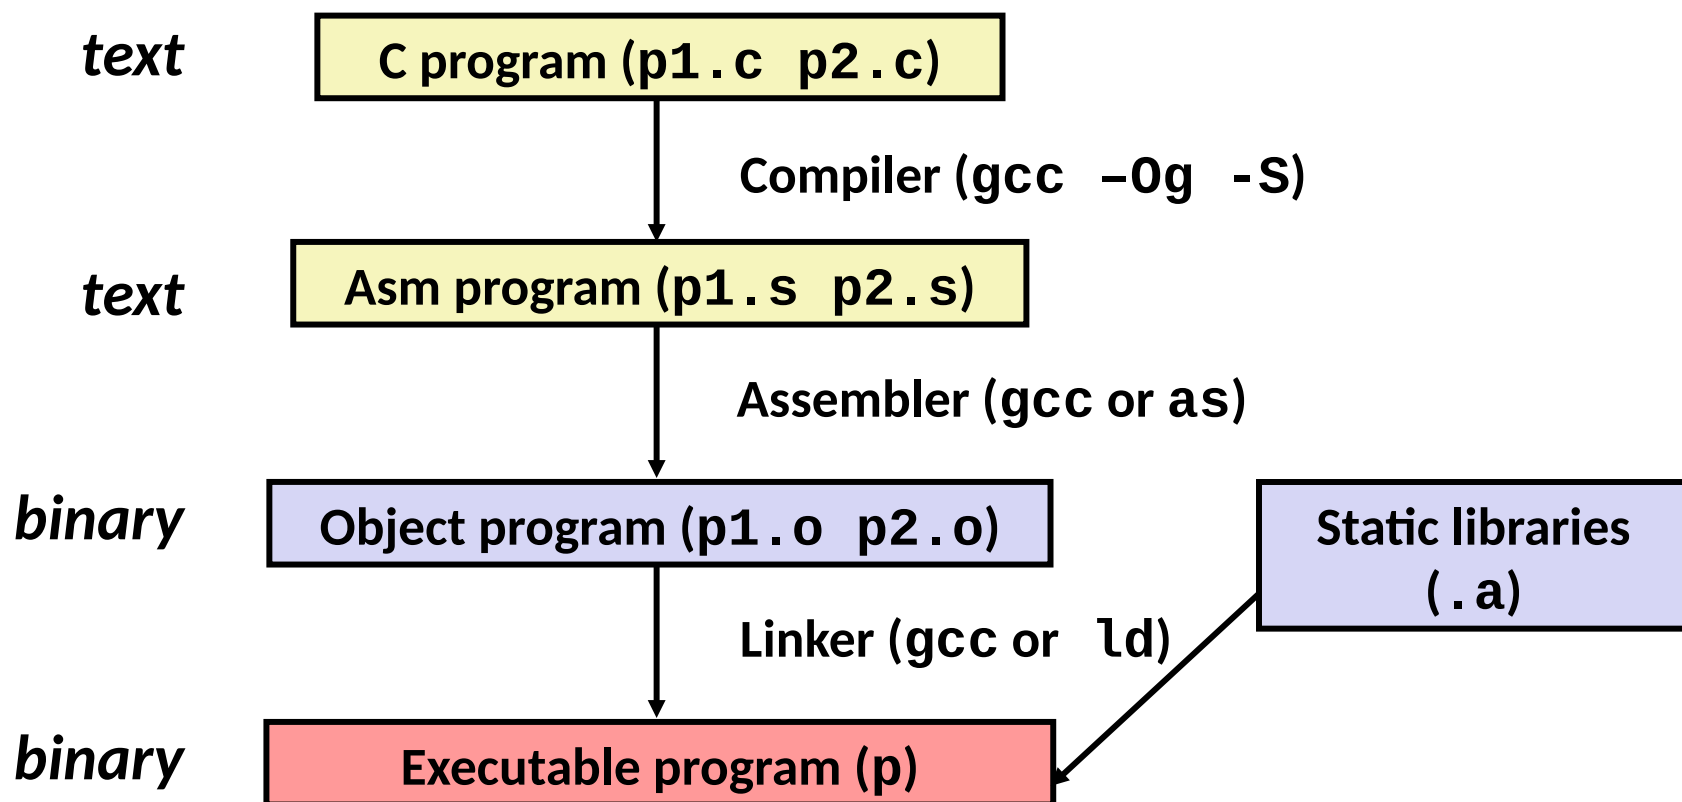 text
C program (p1.c p2.c)
Compiler (gcc –Og -S)
text
Asm program (p1.s p2.s)
Assembler (gcc or as)
binary
Object program (p1.o p2.o)
Static libraries
(.a)
Linker (gcc or ld)
binary
Executable program (p)